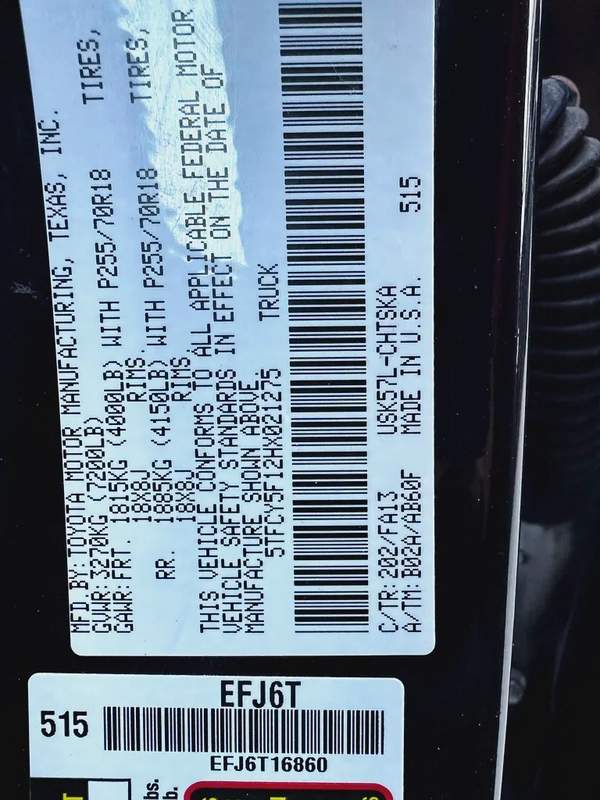 MFD BY: TOYOTA MOTOR MANUFACTURING, TEXAS, INC.
GVWR: 3270KG (7200LB)
GAWR: FRT. 1815KG (4000LB) WITH P255/70R18 TIRES,
18X8J RIMS.
RR. 1885KG (4150LB) WITH P255/70R18 TIRES,
18X8J RIMS
THIS VEHICLE CONFORMS TO ALL APPLICABLE FEDERAL MOTOR
VEHICLE SAFETY STANDARDS IN EFFECT ON THE DATE OF
MANUFACTURE SHOWN ABOVE.
5TFCY5F12HX021275 TRUCK
C/TR: 202/FA13 USK57L-CHTSKA
A/TM: B02A/AB60F MADE IN U.S.A. 515
EFJ6T
515
EFJ6T16860
bs.
b.